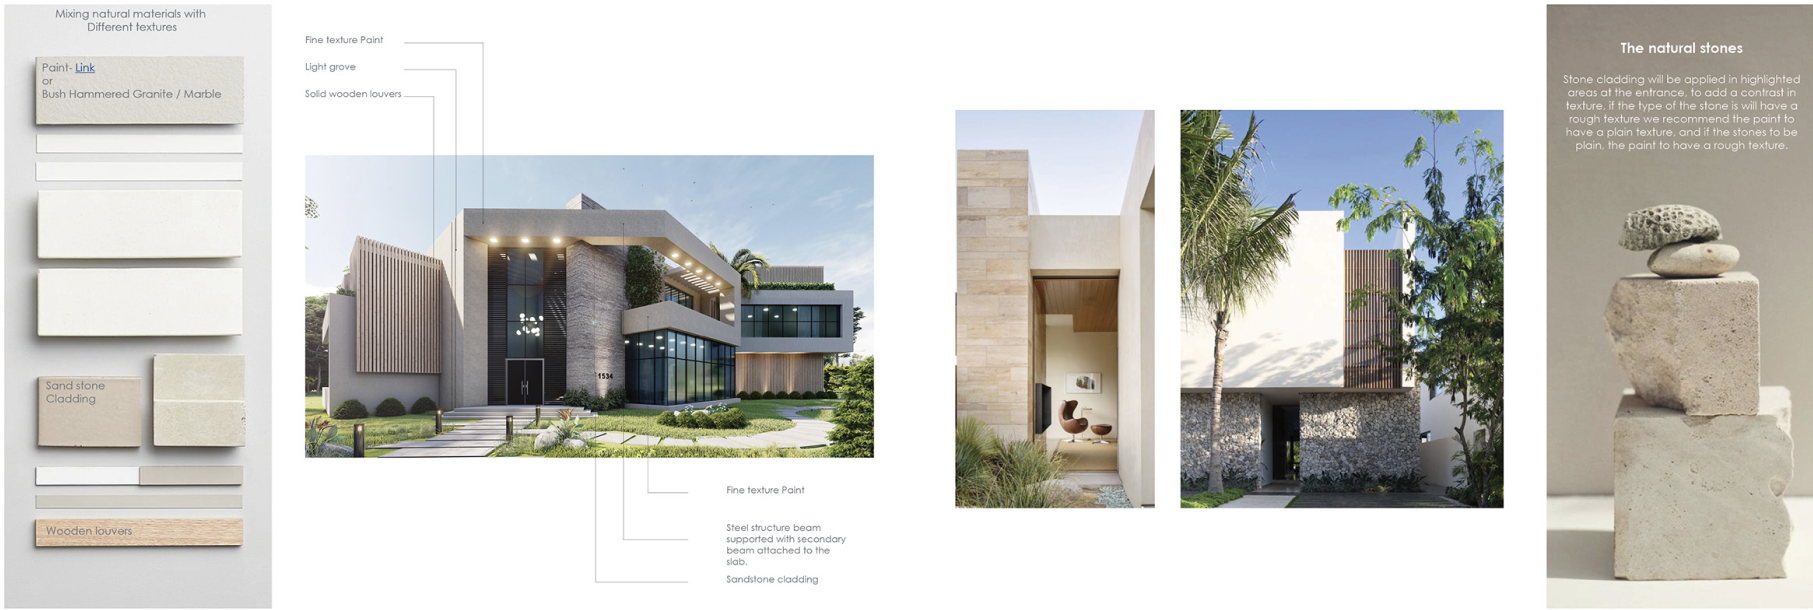 Mixing natural materials with
Different textures
Paint- Link
or
Bush Hammered Granite / Marble
Sand stone
Cladding
Wooden louvers
Fine texture Paint
Light grove
Solid wooden louvers
1534
Fine texture Paint
Steel structure beam
supported with secondary
beam attached to the
slab.
Sandstone cladding
The natural stones
Stone cladding will be applied in highlighted
areas at the entrance, to add a contrast in
texture, if the type of the stone is will have a
rough texture we recommend the paint to
have a plain texture, and if the stones to be
plain, the paint to have a rough texture.